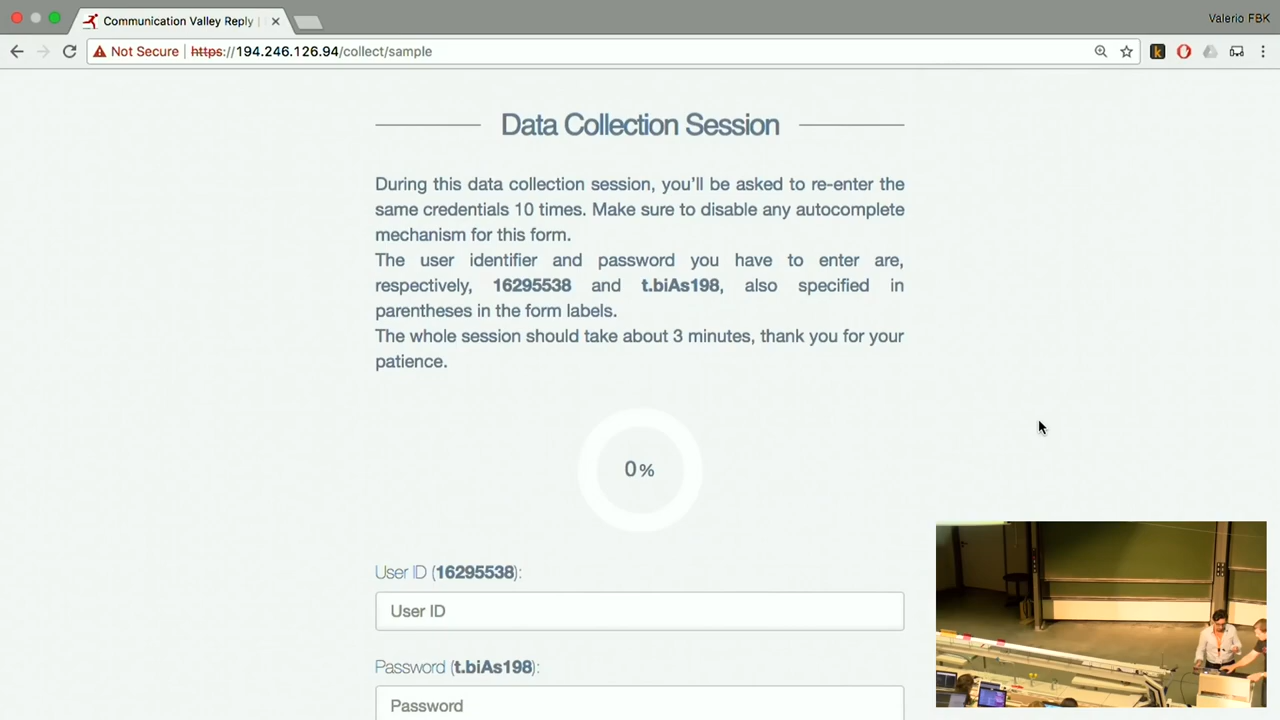 Communication Valley Reply |
Valerio FBK
Not Secure | https://194.246.126.94/collect/sample
Data Collection Session
During this data collection session, you'll be asked to re-enter the
same credentials 10 times. Make sure to disable any autocomplete
mechanism for this form.
The user identifier and password you have to enter are,
respectively, 16295538 and t.biAs198, also specified in
parentheses in the form labels.
The whole session should take about 3 minutes, thank you for your
patience.
0%
User ID (16295538):
User ID
Password (t.biAs198):
Password